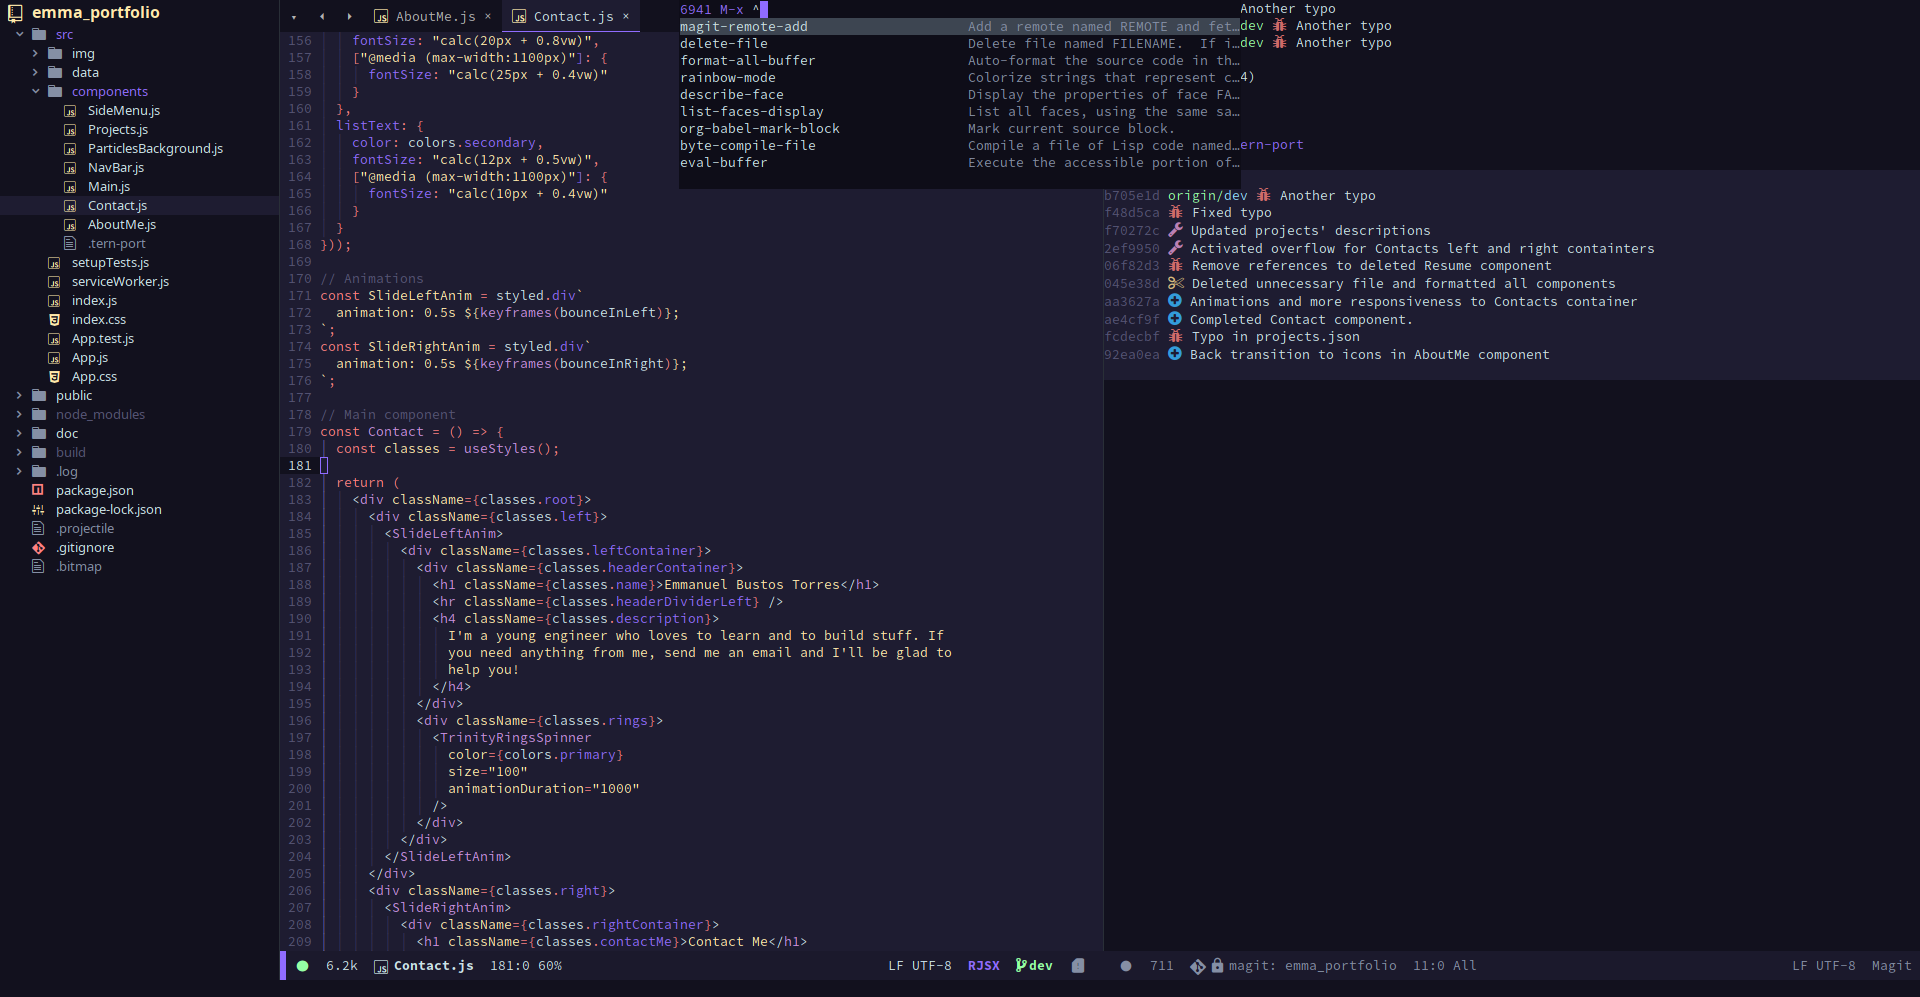 emma_portfolio
src
img
data
components
SideMenu.js
Projects.js
ParticlesBackground.js
NavBar.js
Main.js
Contact.js
AboutMe.js
.tern-port
setupTests.js
serviceWorker.js
index.js
index.css
App.test.js
App.js
App.css
public
node_modules
doc
build
.log
package.json
package-lock.json
.projectile
.gitignore
.bitmap
AboutMe.js ×
Contact.js ×
156 fontSize: "calc(20px + 0.8vw)",
157 ["@media (max-width:1100px)"]: {
158 fontSize: "calc(25px + 0.4vw)"
159 }
160 },
161 listText: {
162 color: colors.secondary,
163 fontSize: "calc(12px + 0.5vw)",
164 ["@media (max-width:1100px)"]: {
165 fontSize: "calc(10px + 0.4vw)"
166 }
167 }
168 }));
169
170 // Animations
171 const SlideLeftAnim = styled.div`
172 animation: 0.5s ${keyframes(bounceInLeft)};
173 `;
174 const SlideRightAnim = styled.div`
175 animation: 0.5s ${keyframes(bounceInRight)};
176 `;
177
178 // Main component
179 const Contact = () => {
180 const classes = useStyles();
181
182 return (
183 <div className={classes.root}>
184 <div className={classes.left}>
185 <SlideLeftAnim>
186 <div className={classes.leftContainer}>
187 <div className={classes.headerContainer}>
188 <h1 className={classes.name}>Emmanuel Bustos Torres</h1>
189 <hr className={classes.headerDividerLeft} />
190 <h4 className={classes.description}>
191 I'm a young engineer who loves to learn and to build stuff. If
192 you need anything from me, send me an email and I'll be glad to
193 help you!
194 </h4>
195 </div>
196 <div className={classes.rings}>
197 <TrinityRingsSpinner
198 color={colors.primary}
199 size="100"
200 animationDuration="1000"
201 />
202 </div>
203 </div>
204 </SlideLeftAnim>
205 </div>
206 <div className={classes.right}>
207 <SlideRightAnim>
208 <div className={classes.rightContainer}>
209 <h1 className={classes.contactMe}>Contact Me</h1>
6941 M-x ^
magit-remote-add Add a remote named REMOTE and fet…
delete-file Delete file named FILENAME. If i…
format-all-buffer Auto-format the source code in th…
rainbow-mode Colorize strings that represent c…
describe-face Display the properties of face FA…
list-faces-display List all faces, using the same sa…
org-babel-mark-block Mark current source block.
byte-compile-file Compile a file of Lisp code named…
eval-buffer Execute the accessible portion of…
Another typo
dev Another typo
dev Another typo
4)
ern-port
b705e1d origin/dev Another typo
f48d5ca Fixed typo
f70272c Updated projects' descriptions
2ef9950 Activated overflow for Contacts left and right containters
06f82d3 Remove references to deleted Resume component
045e38d Deleted unnecessary file and formatted all components
aa3627a Animations and more responsiveness to Contacts container
ae4cf9f Completed Contact component.
fcdecbf Typo in projects.json
92ea0ea Back transition to icons in AboutMe component
6.2k Contact.js 181:0 60% LF UTF-8 RJSX dev
711 magit: emma_portfolio 11:0 All LF UTF-8 Magit